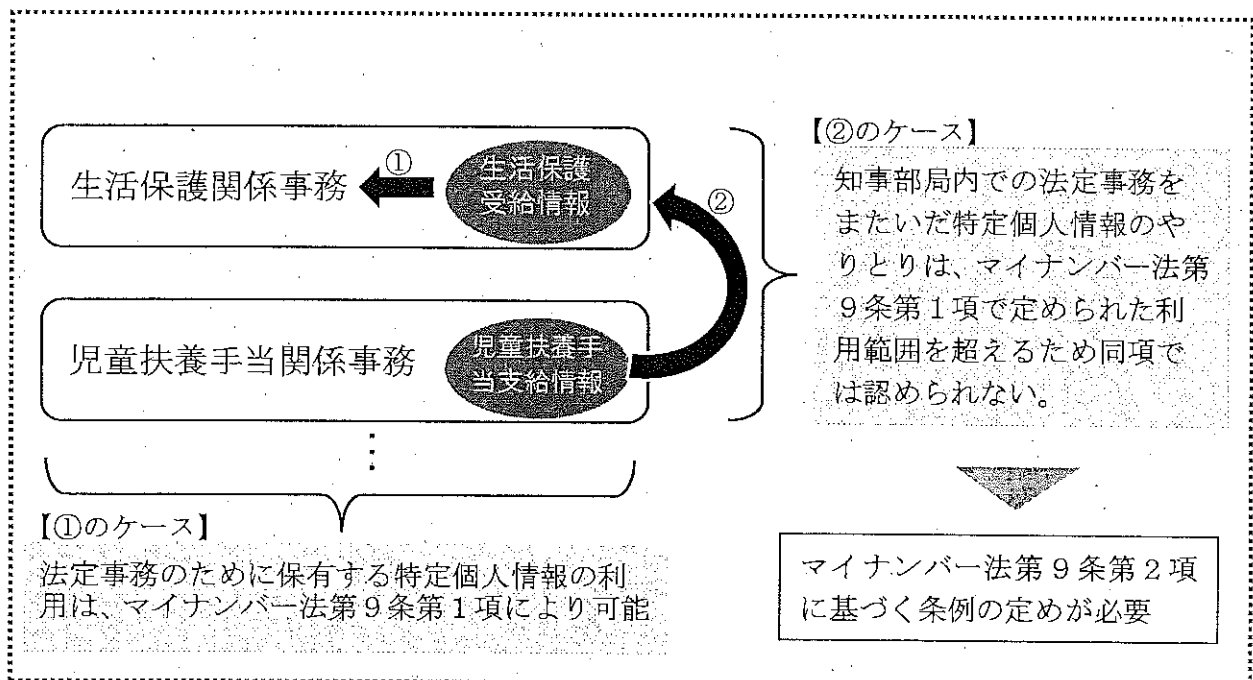 生活保護関係事務
①
生活保護
受給情報
②
児童扶養手当関係事務
児童扶養手
当支給情報
【①のケース】
法定事務のために保有する特定個人情報の利
用は、マイナンバー法第9条第1項により可能
【②のケース】
知事部局内での法定事務を
またいだ特定個人情報のや
りとりは、マイナンバー法第
9条第1項で定められた利
用範囲を超えるため同項で
は認められない。
マイナンバー法第9条第2項
に基づく条例の定めが必要